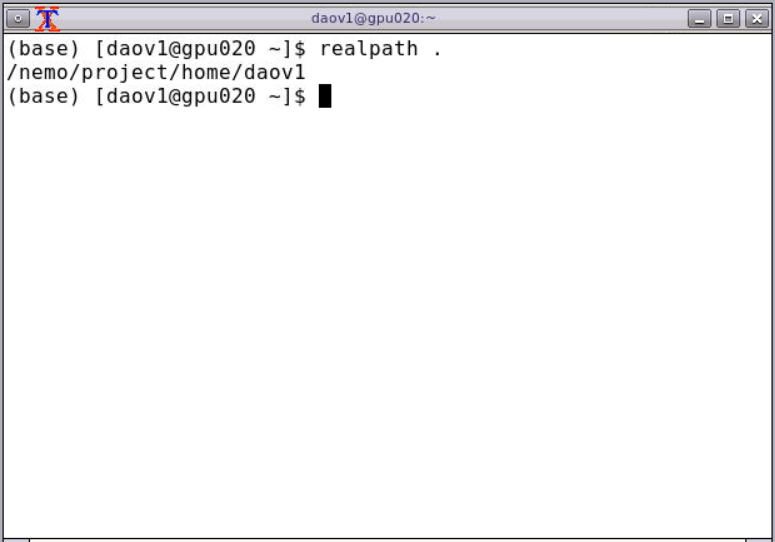 daov1@gpu020:~
(base) [daov1@gpu020 ~]$ realpath .
/nemo/project/home/daov1
(base) [daov1@gpu020 ~]$